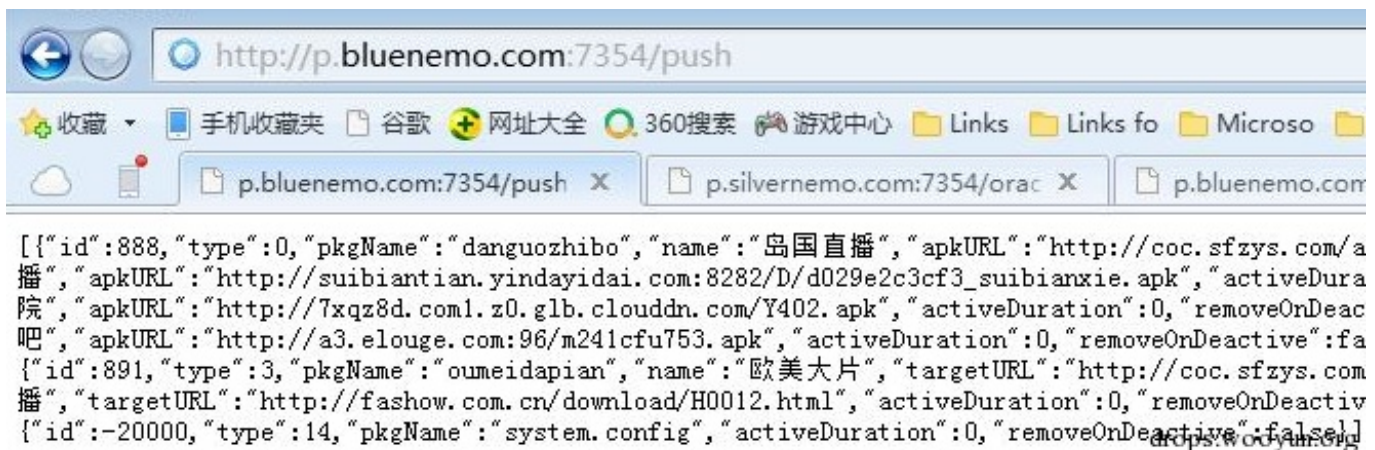 http://p.bluenemo.com:7354/push
收藏 手机收藏夹 谷歌 网址大全 360搜索 游戏中心 Links Links fo Microso
p.bluenemo.com:7354/push x p.silvernemo.com:7354/orac x p.bluenemo.com
[{"id":888,"type":0,"pkgName":"danguozhibo","name":"岛国直播","apkURL":"http://coc.sfzys.com/a
播","apkURL":"http://suibiantian.yindayidai.com:8282/D/d029e2c3cf3_suibianxie.apk","activeDura
院","apkURL":"http://7xqz8d.com1.z0.glb.clouddn.com/Y402.apk","activeDuration":0,"removeOnDeac
吧","apkURL":"http://a3.elouge.com:96/m241cfu753.apk","activeDuration":0,"removeOnDeactive":fa
{"id":891,"type":3,"pkgName":"oumeidapian","name":"欧美大片","targetURL":"http://coc.sfzys.com
播","targetURL":"http://fashow.com.cn/download/H0012.html","activeDuration":0,"removeOnDeactiv
{"id":-20000,"type":14,"pkgName":"system.config","activeDuration":0,"removeOnDeactive":false}]
drops.wooyun.org